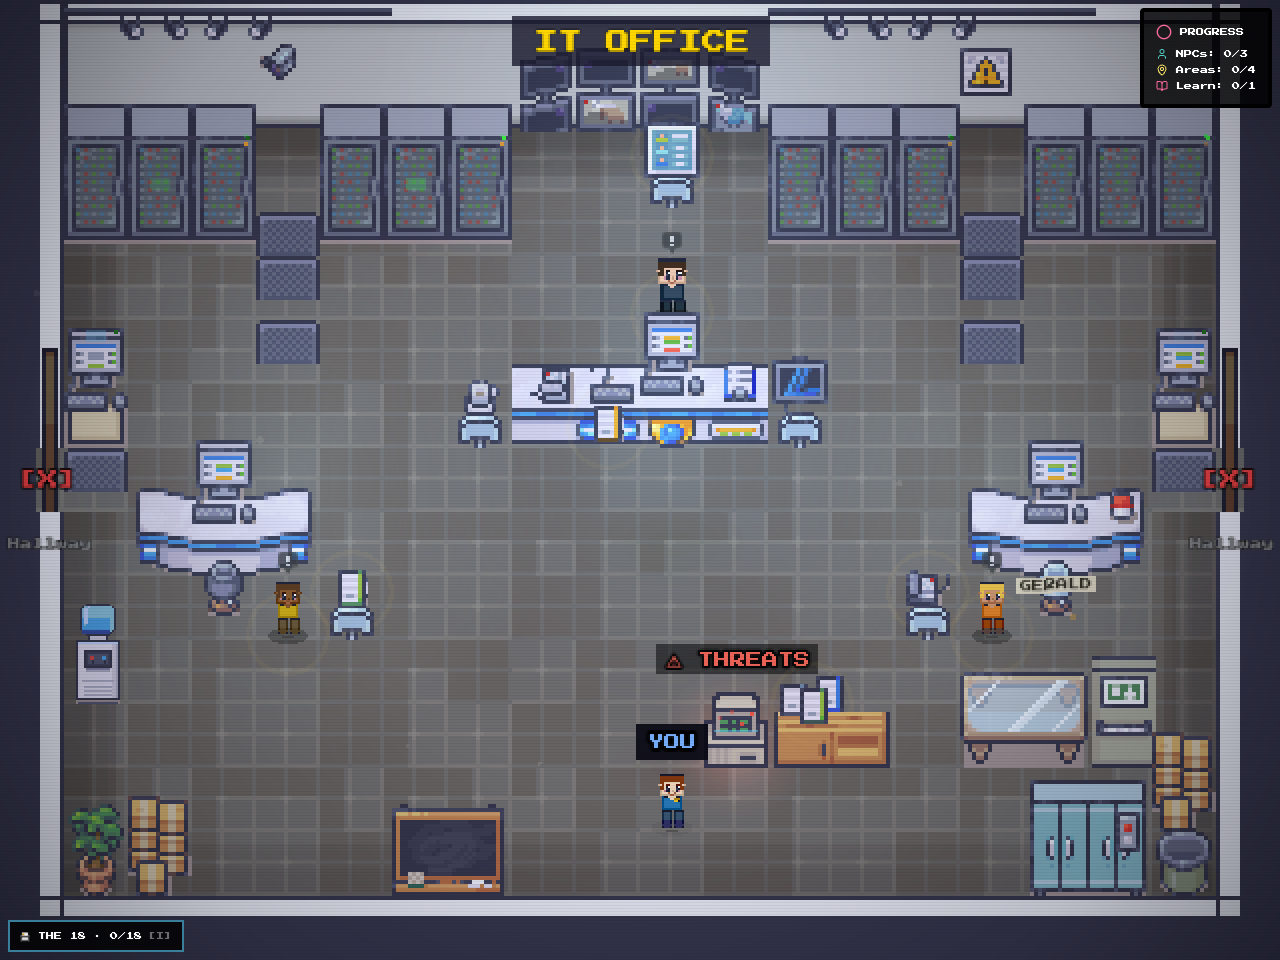 IT OFFICE
PROGRESS
NPCs: 0/3
Areas: 0/4
Learn: 0/1
!
[X]
[X]
Hallway
Hallway
!
!
GERALD
THREATS
YOU
THE 18 · 0/18 [I]